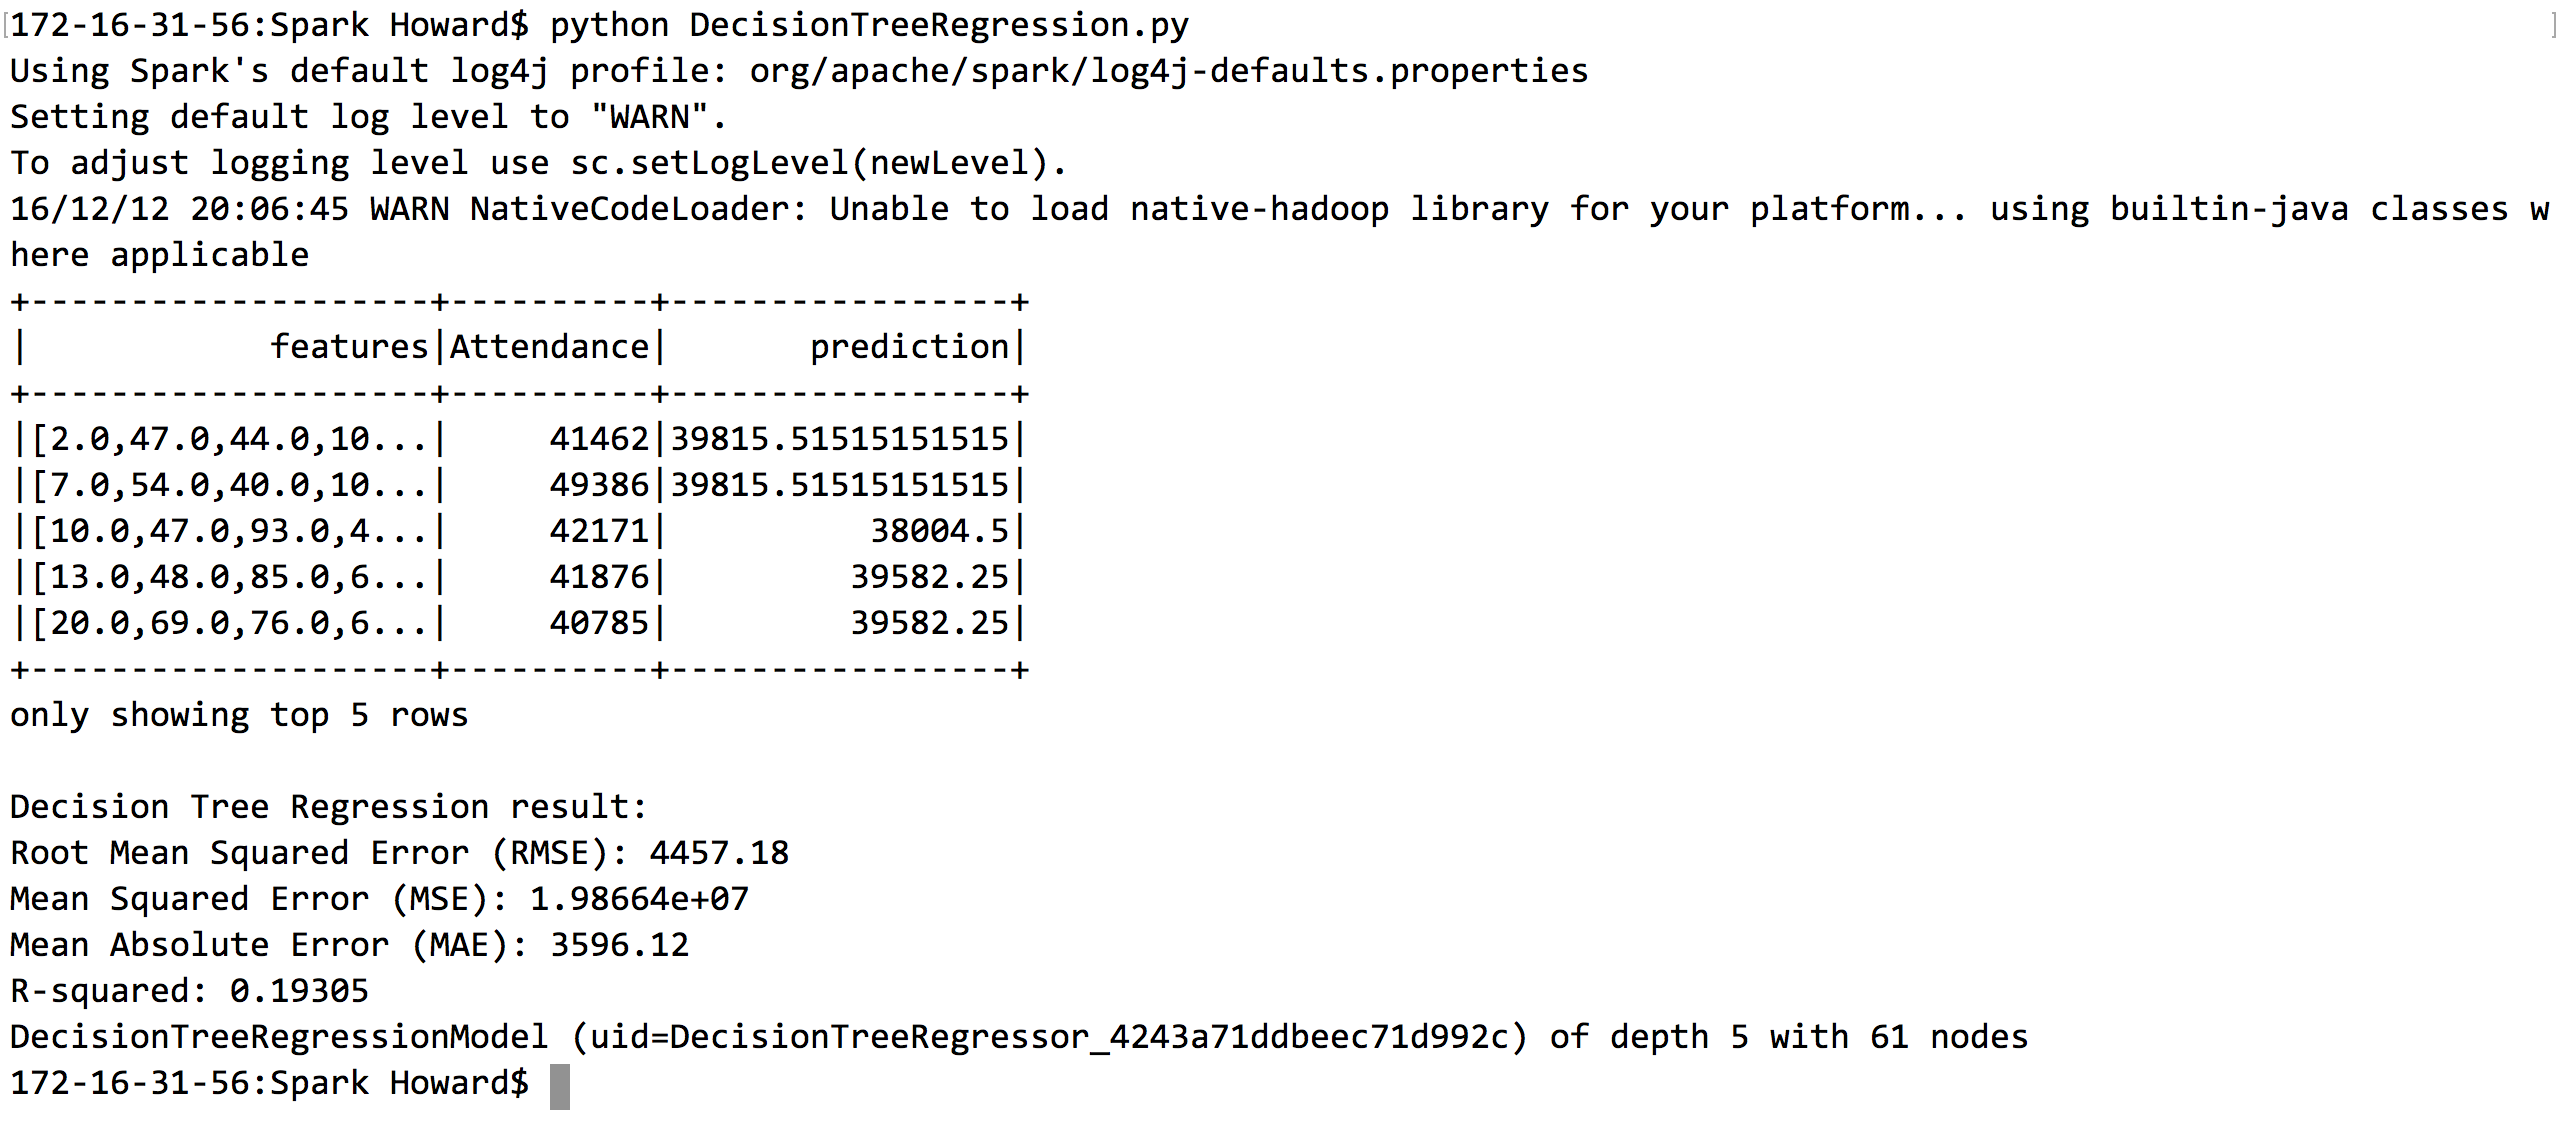 [172-16-31-56:Spark Howard$ python DecisionTreeRegression.py ]
Using Spark's default log4j profile: org/apache/spark/log4j-defaults.properties
Setting default log level to "WARN".
To adjust logging level use sc.setLogLevel(newLevel).
16/12/12 20:06:45 WARN NativeCodeLoader: Unable to load native-hadoop library for your platform... using builtin-java classes w
here applicable
+--------------------+----------+-----------------+
|            features|Attendance|       prediction|
+--------------------+----------+-----------------+
|[2.0,47.0,44.0,10...|     41462|39815.51515151515|
|[7.0,54.0,40.0,10...|     49386|39815.51515151515|
|[10.0,47.0,93.0,4...|     42171|          38004.5|
|[13.0,48.0,85.0,6...|     41876|         39582.25|
|[20.0,69.0,76.0,6...|     40785|         39582.25|
+--------------------+----------+-----------------+
only showing top 5 rows

Decision Tree Regression result:
Root Mean Squared Error (RMSE): 4457.18
Mean Squared Error (MSE): 1.98664e+07
Mean Absolute Error (MAE): 3596.12
R-squared: 0.19305
DecisionTreeRegressionModel (uid=DecisionTreeRegressor_4243a71ddbeec71d992c) of depth 5 with 61 nodes
172-16-31-56:Spark Howard$